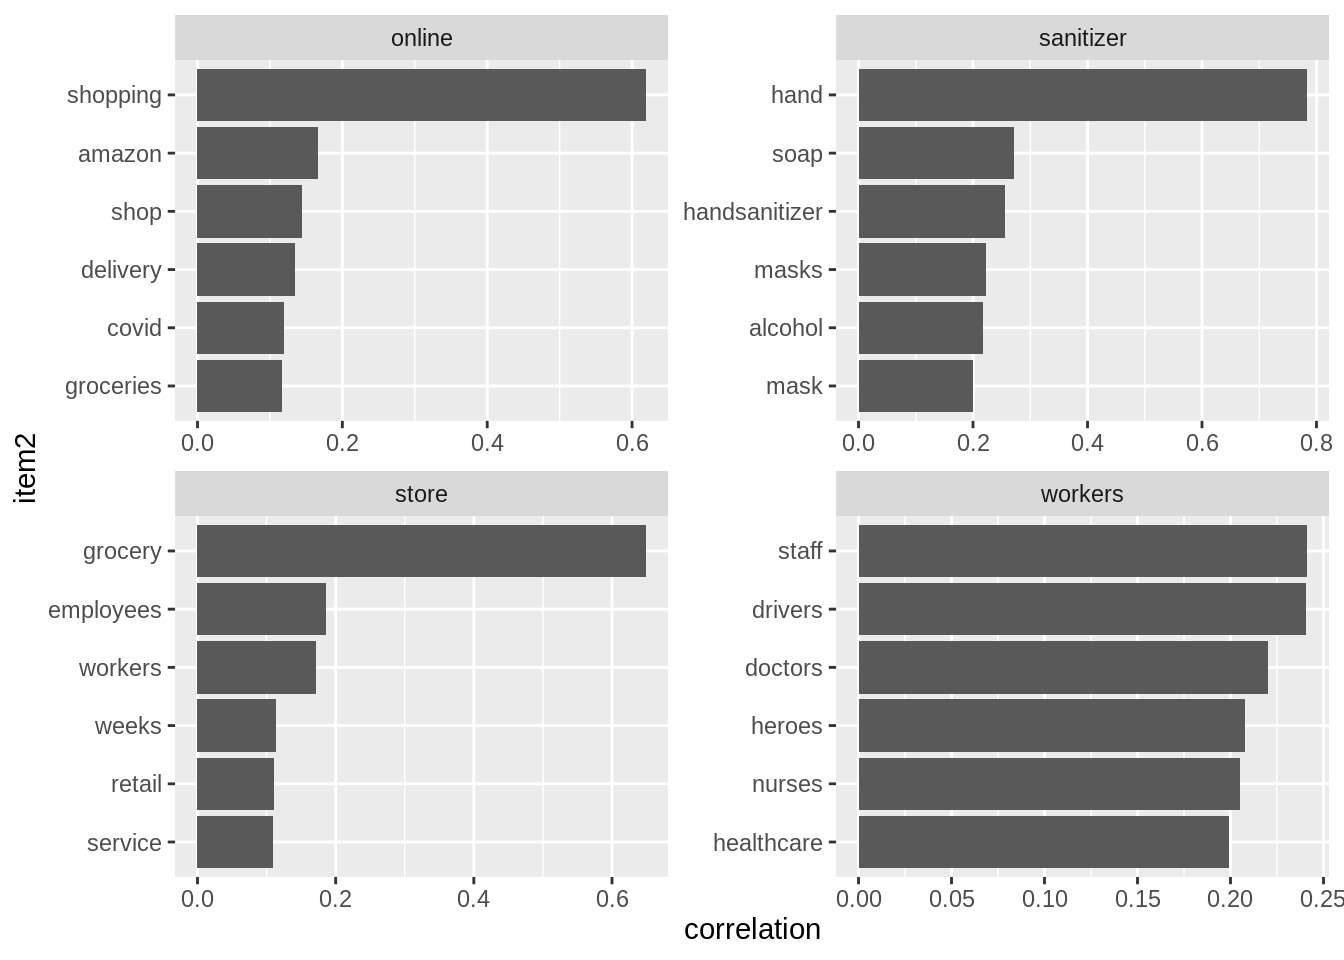 online
shopping
amazon
shop
delivery
covid
groceries
0.0 0.2 0.4 0.6
sanitizer
hand
soap
handsanitizer
masks
alcohol
mask
0.0 0.2 0.4 0.6 0.8
store
grocery
employees
workers
weeks
retail
service
0.0 0.2 0.4 0.6
workers
staff
drivers
doctors
heroes
nurses
healthcare
0.00 0.05 0.10 0.15 0.20 0.25
item2
correlation